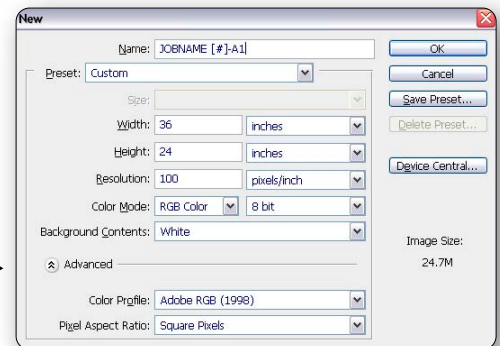 New
Name: JOBNAME [#]-A1
OK
Preset: Custom
Cancel
Size:
Save Preset...
Width: 36 inches
Delete Preset...
Height: 24 inches
Resolution: 100 pixels/inch
Device Central...
Color Mode: RGB Color 8 bit
Background Contents: White
Image Size:
Advanced
24.7M
Color Profile: Adobe RGB (1998)
Pixel Aspect Ratio: Square Pixels